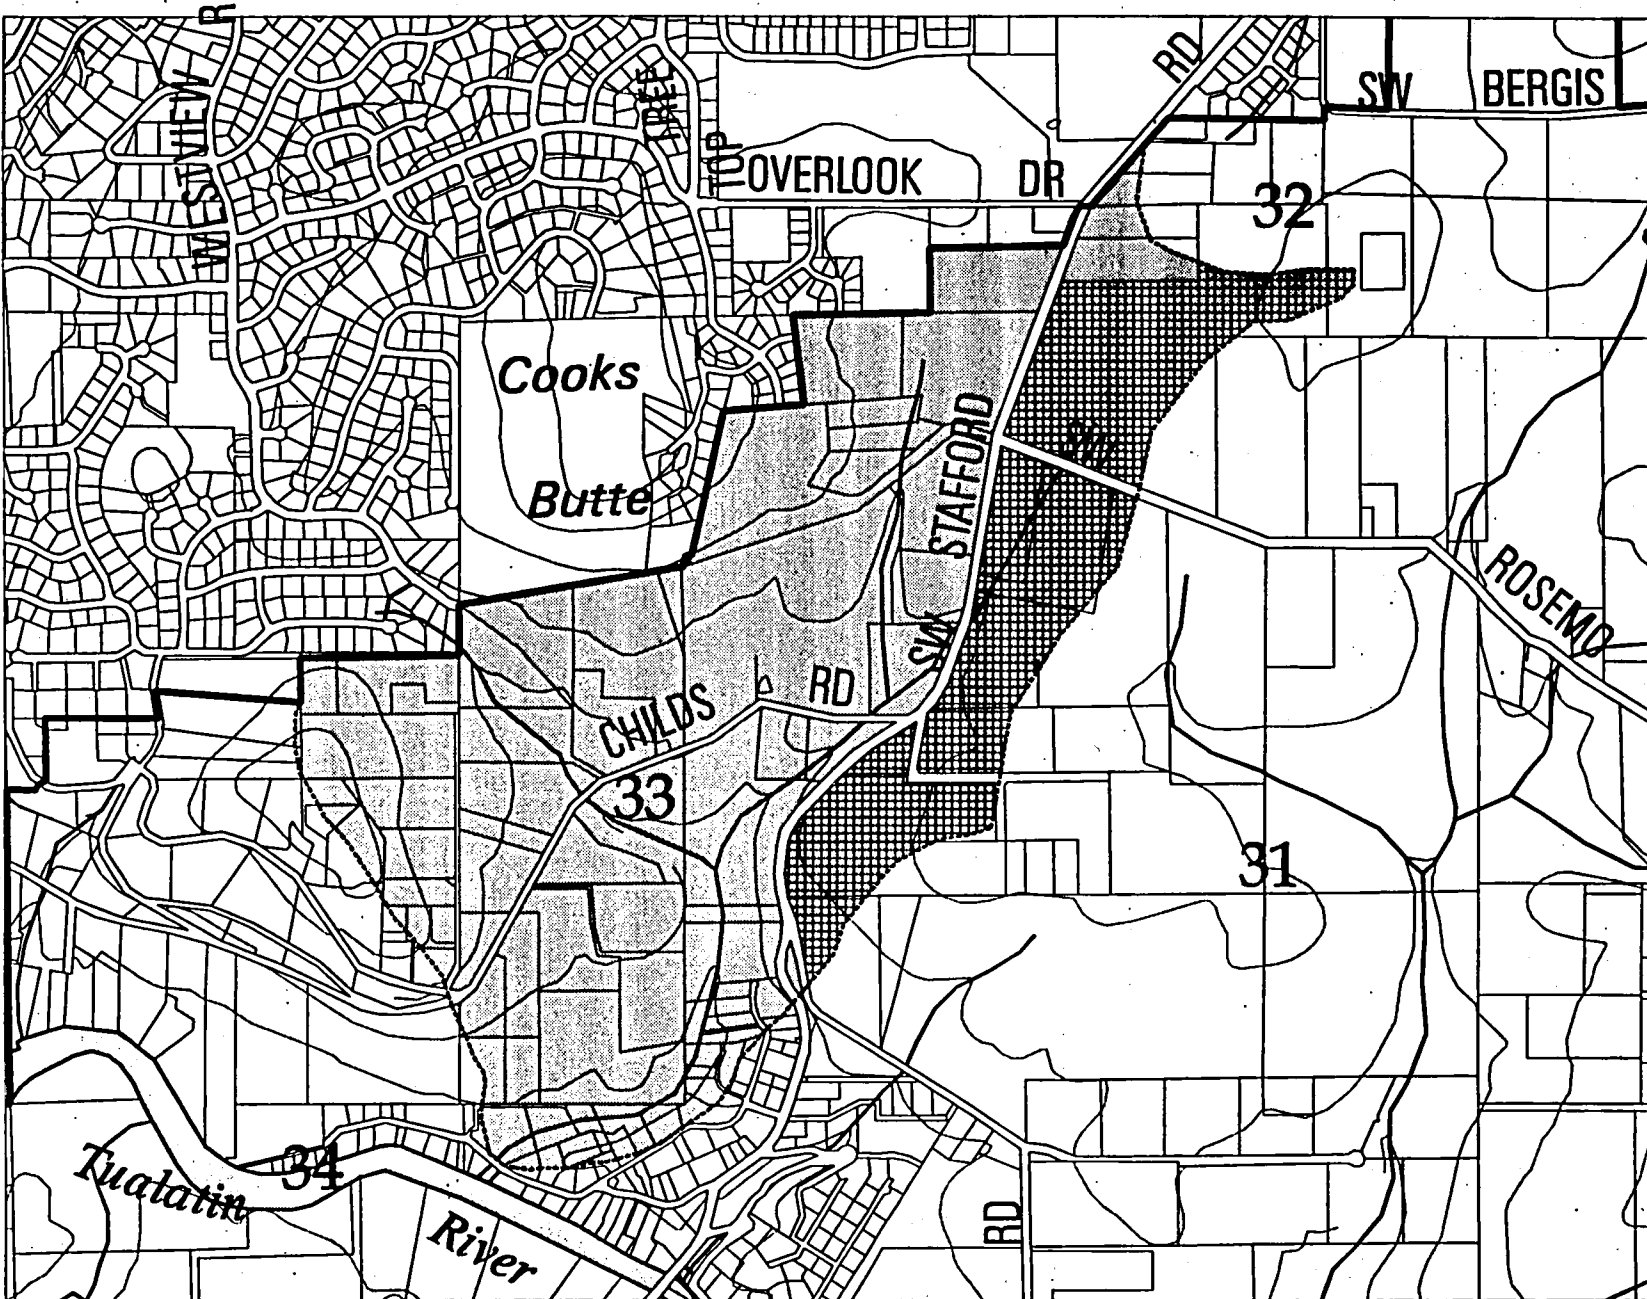 R
WESTVIEW
TREE
TOP
RD
SW BERGIS
OVERLOOK DR
32
Cooks
Butte
SW STAFFORD
SW
ROSEMO
CHILDS RD
33
31
34
Tualatin
River
RD